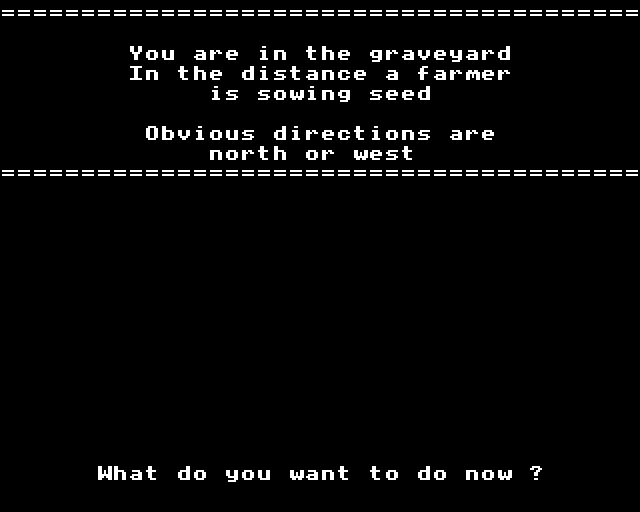 ========================================
You are in the graveyard
In the distance a farmer
is sowing seed
Obvious directions are
north or west
========================================
What do you want to do now ?